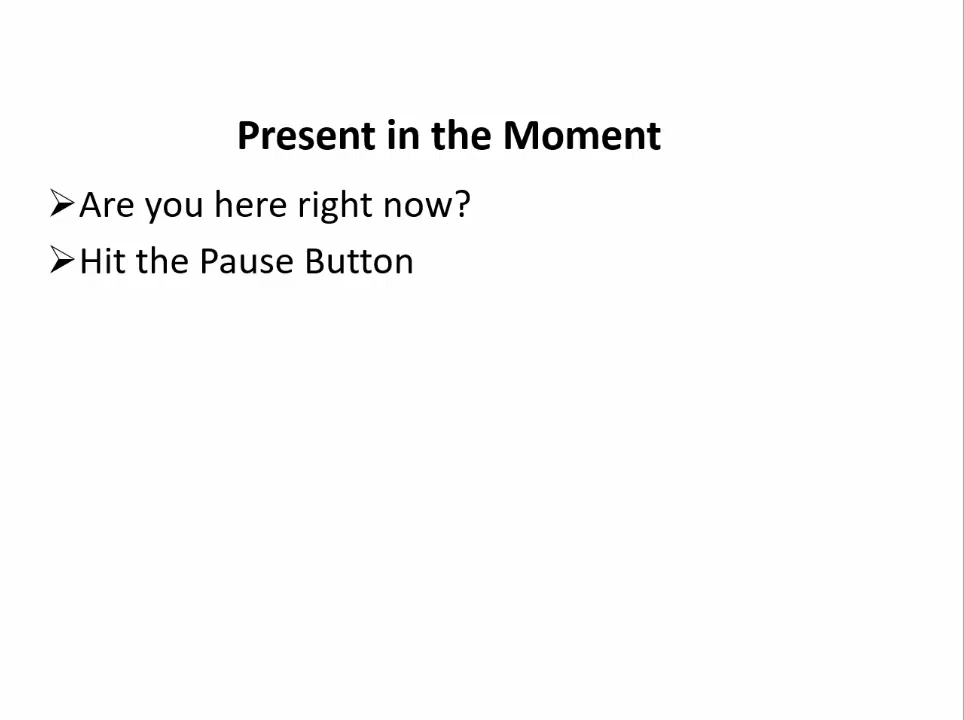 Present in the Moment
➢Are you here right now?
➢Hit the Pause Button